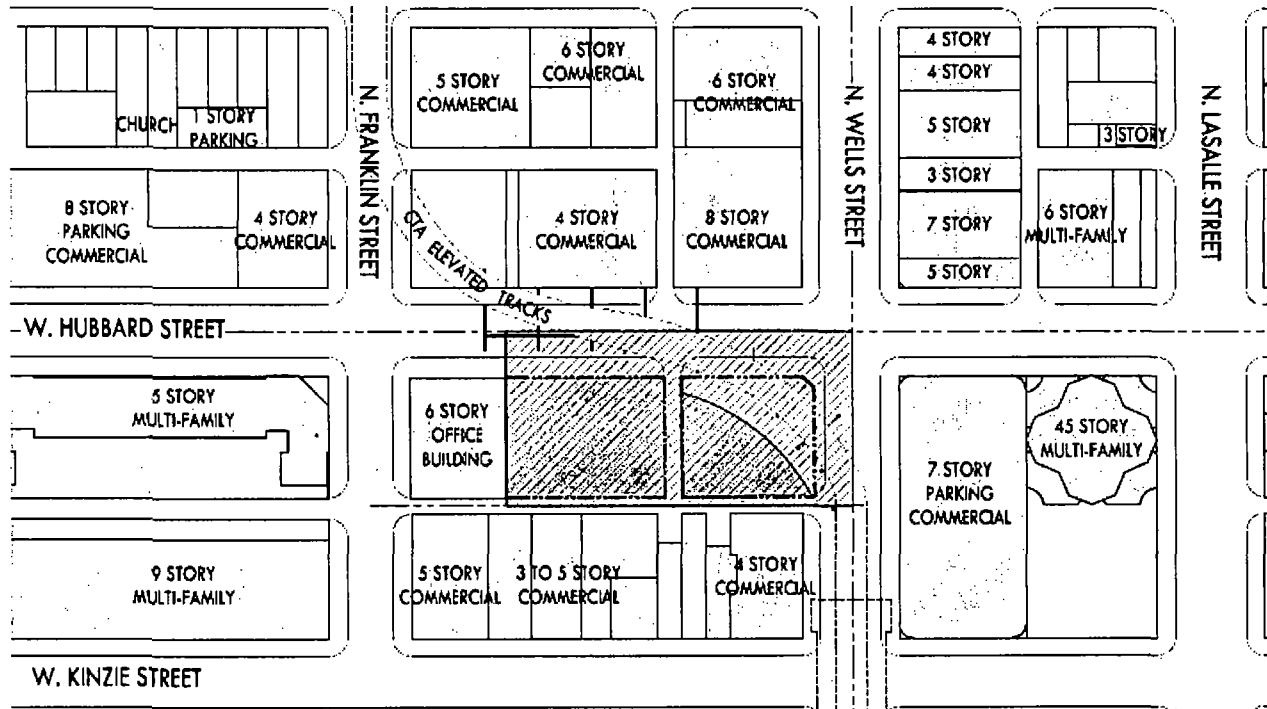 CHURCH
1 STORY
PARKING
N. FRANKLIN STREET
5 STORY
COMMERCIAL
6 STORY
COMMERCIAL
6 STORY
COMMERCIAL
N. WELLS STREET
4 STORY
4 STORY
5 STORY
3 STORY
7 STORY
5 STORY
3 STORY
N. LASALLE STREET
8 STORY
PARKING
COMMERCIAL
4 STORY
COMMERCIAL
CTA ELEVATED TRACKS
4 STORY
COMMERCIAL
8 STORY
COMMERCIAL
6 STORY
MULTI-FAMILY
W. HUBBARD STREET
5 STORY
MULTI-FAMILY
6 STORY
OFFICE
BUILDING
7 STORY
PARKING
COMMERCIAL
45 STORY
MULTI-FAMILY
9 STORY
MULTI-FAMILY
5 STORY
COMMERCIAL
3 TO 5 STORY
COMMERCIAL
4 STORY
COMMERCIAL
W. KINZIE STREET